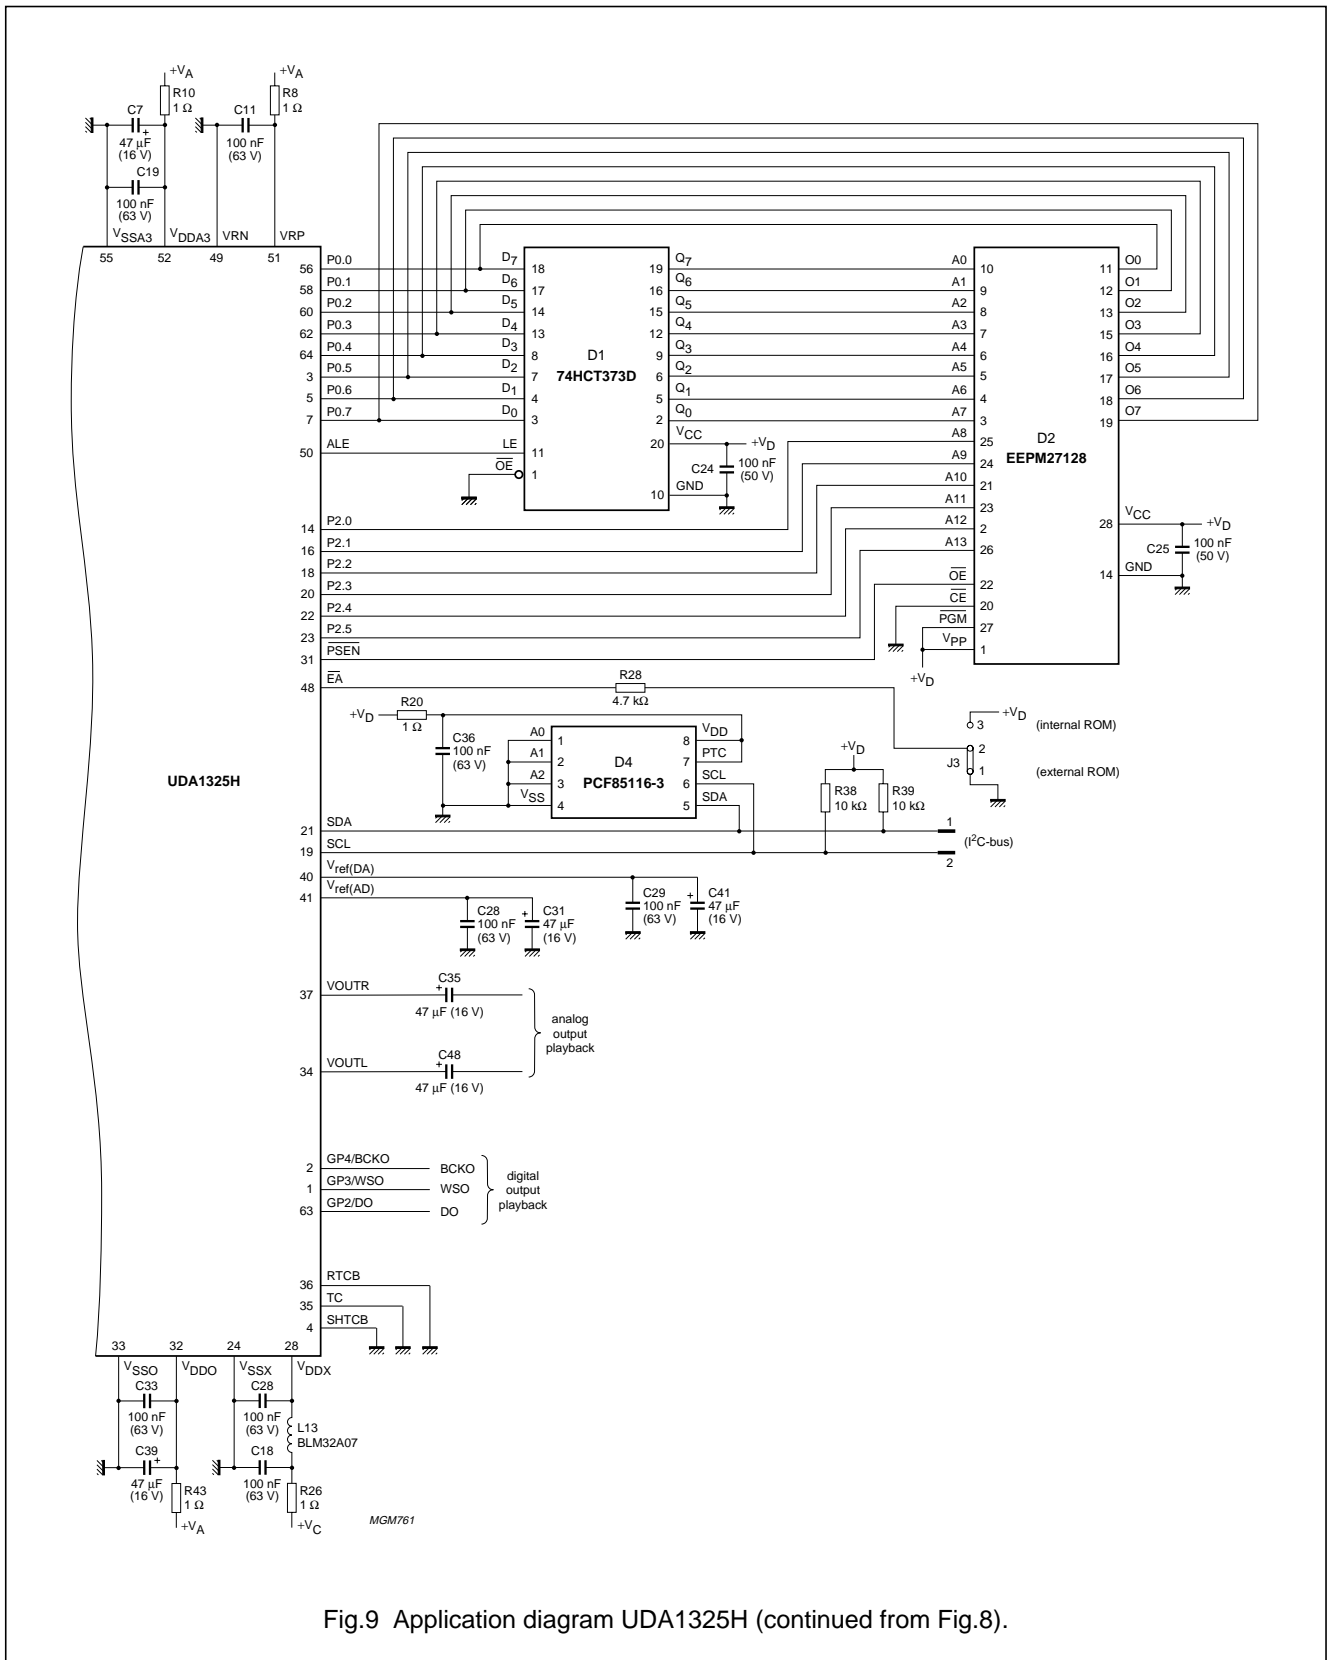 +VA
R10
1 Ω
C7
+
47 μF
(16 V)
C19
100 nF
(63 V)
+VA
R8
1 Ω
C11
100 nF
(63 V)
VSSA3
VDDA3
VRN
VRP
55
52
49
51
UDA1325H
56 P0.0
58 P0.1
60 P0.2
62 P0.3
64 P0.4
3 P0.5
5 P0.6
7 P0.7
50 ALE
D7 18
D6 17
D5 14
D4 13
D3 8
D2 7
D1 4
D0 3
LE 11
OE 1
D1
74HCT373D
19 Q7
16 Q6
15 Q5
12 Q4
9 Q3
6 Q2
5 Q1
2 Q0
20 VCC
+VD
C24
100 nF
(50 V)
10 GND
A0 10
A1 9
A2 8
A3 7
A4 6
A5 5
A6 4
A7 3
A8 25
A9 24
A10 21
A11 23
A12 2
A13 26
OE 22
CE 20
PGM 27
VPP 1
+VD
D2
EEPM27128
11 O0
12 O1
13 O2
15 O3
16 O4
17 O5
18 O6
19 O7
28 VCC
+VD
C25
100 nF
(50 V)
14 GND
14 P2.0
16 P2.1
18 P2.2
20 P2.3
22 P2.4
23 P2.5
31 PSEN
48 EA
R28
4.7 kΩ
+VD
R20
1 Ω
C36
100 nF
(63 V)
A0 1
A1 2
A2 3
VSS 4
D4
PCF85116-3
8 VDD
7 PTC
6 SCL
5 SDA
+VD
R38
10 kΩ
R39
10 kΩ
+VD
3 (internal ROM)
2
J3
1 (external ROM)
21 SDA
19 SCL
1
(I²C-bus)
2
40 Vref(DA)
41 Vref(AD)
C28
100 nF
(63 V)
+
C31
47 μF
(16 V)
C29
100 nF
(63 V)
+
C41
47 μF
(16 V)
37 VOUTR
C35
+
47 μF (16 V)
34 VOUTL
C48
+
47 μF (16 V)
analog
output
playback
2 GP4/BCKO BCKO
1 GP3/WSO WSO
63 GP2/DO DO
digital
output
playback
36 RTCB
35 TC
4 SHTCB
33
32
24
28
VSSO
VDDO
VSSX
VDDX
C33
100 nF
(63 V)
C39
+
47 μF
(16 V)
R43
1 Ω
+VA
C28
100 nF
(63 V)
L13
BLM32A07
C18
100 nF
(63 V)
R26
1 Ω
+VC
MGM761
Fig.9 Application diagram UDA1325H (continued from Fig.8).